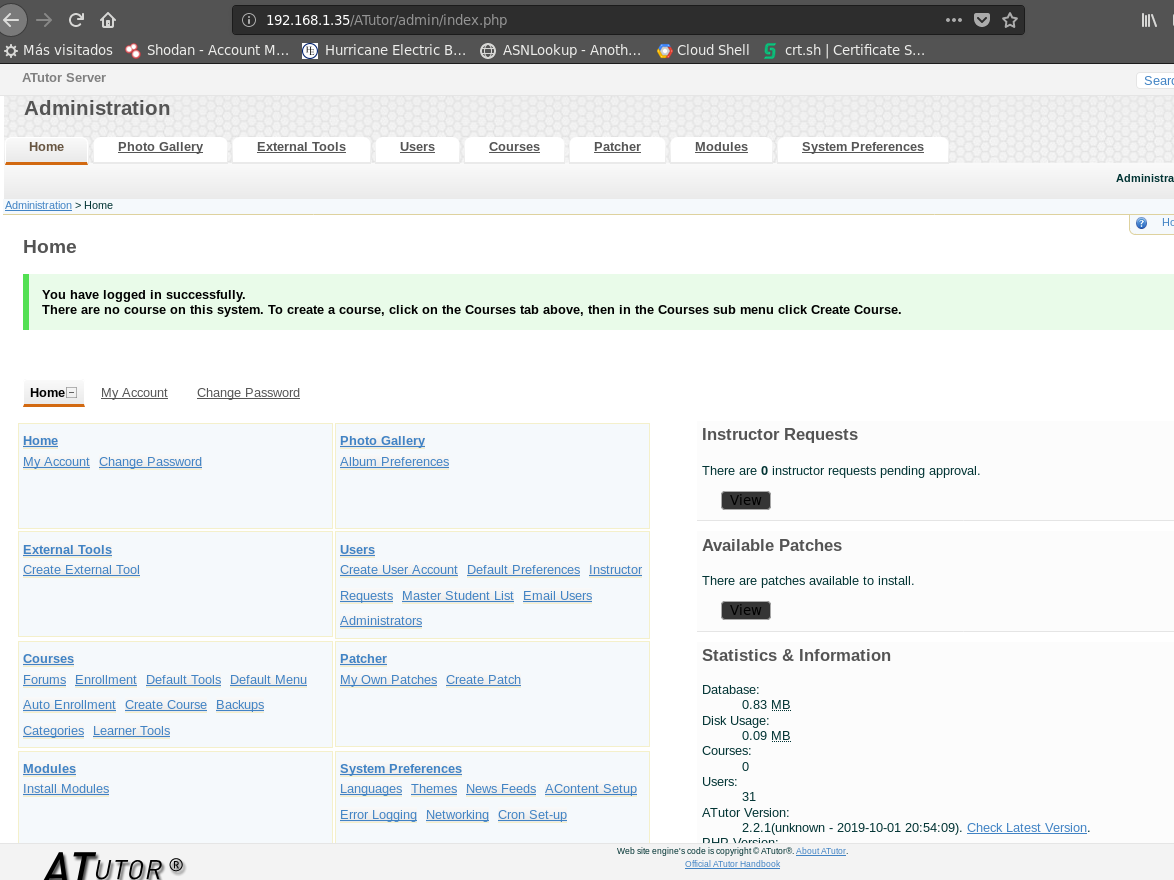 192.168.1.35/ATutor/admin/index.php
Más visitados Shodan - Account M... Hurricane Electric B... ASNLookup - Anoth... Cloud Shell crt.sh | Certificate S...
ATutor Server
Sear
Administration
Home Photo Gallery External Tools Users Courses Patcher Modules System Preferences
Administra
Administration > Home
Ho
Home
You have logged in successfully.
There are no course on this system. To create a course, click on the Courses tab above, then in the Courses sub menu click Create Course.
Home My Account Change Password
Home
My Account Change Password
Photo Gallery
Album Preferences
External Tools
Create External Tool
Users
Create User Account Default Preferences Instructor
Requests Master Student List Email Users
Administrators
Courses
Forums Enrollment Default Tools Default Menu
Auto Enrollment Create Course Backups
Categories Learner Tools
Patcher
My Own Patches Create Patch
Modules
Install Modules
System Preferences
Languages Themes News Feeds AContent Setup
Error Logging Networking Cron Set-up
Instructor Requests
There are 0 instructor requests pending approval.
View
Available Patches
There are patches available to install.
View
Statistics & Information
Database:
0.83 MB
Disk Usage:
0.09 MB
Courses:
0
Users:
31
ATutor Version:
2.2.1(unknown - 2019-10-01 20:54:09). Check Latest Version.
PHP Version:
ATUTOR ®
Web site engine's code is copyright © ATutor®. About ATutor.
Official ATutor Handbook